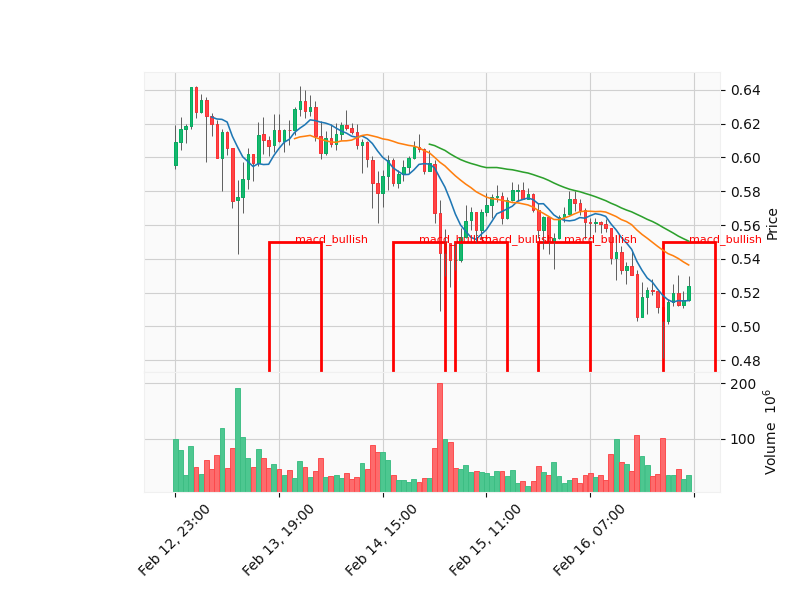 0.64
0.62
0.60
0.58
0.56
0.54
0.52
0.50
0.48
Price
macd_bullish
macd_bullish
macd_bullish
macd_bullish
macd_bullish
200
100
Volume 10^6
Feb 12, 23:00
Feb 13, 19:00
Feb 14, 15:00
Feb 15, 11:00
Feb 16, 07:00